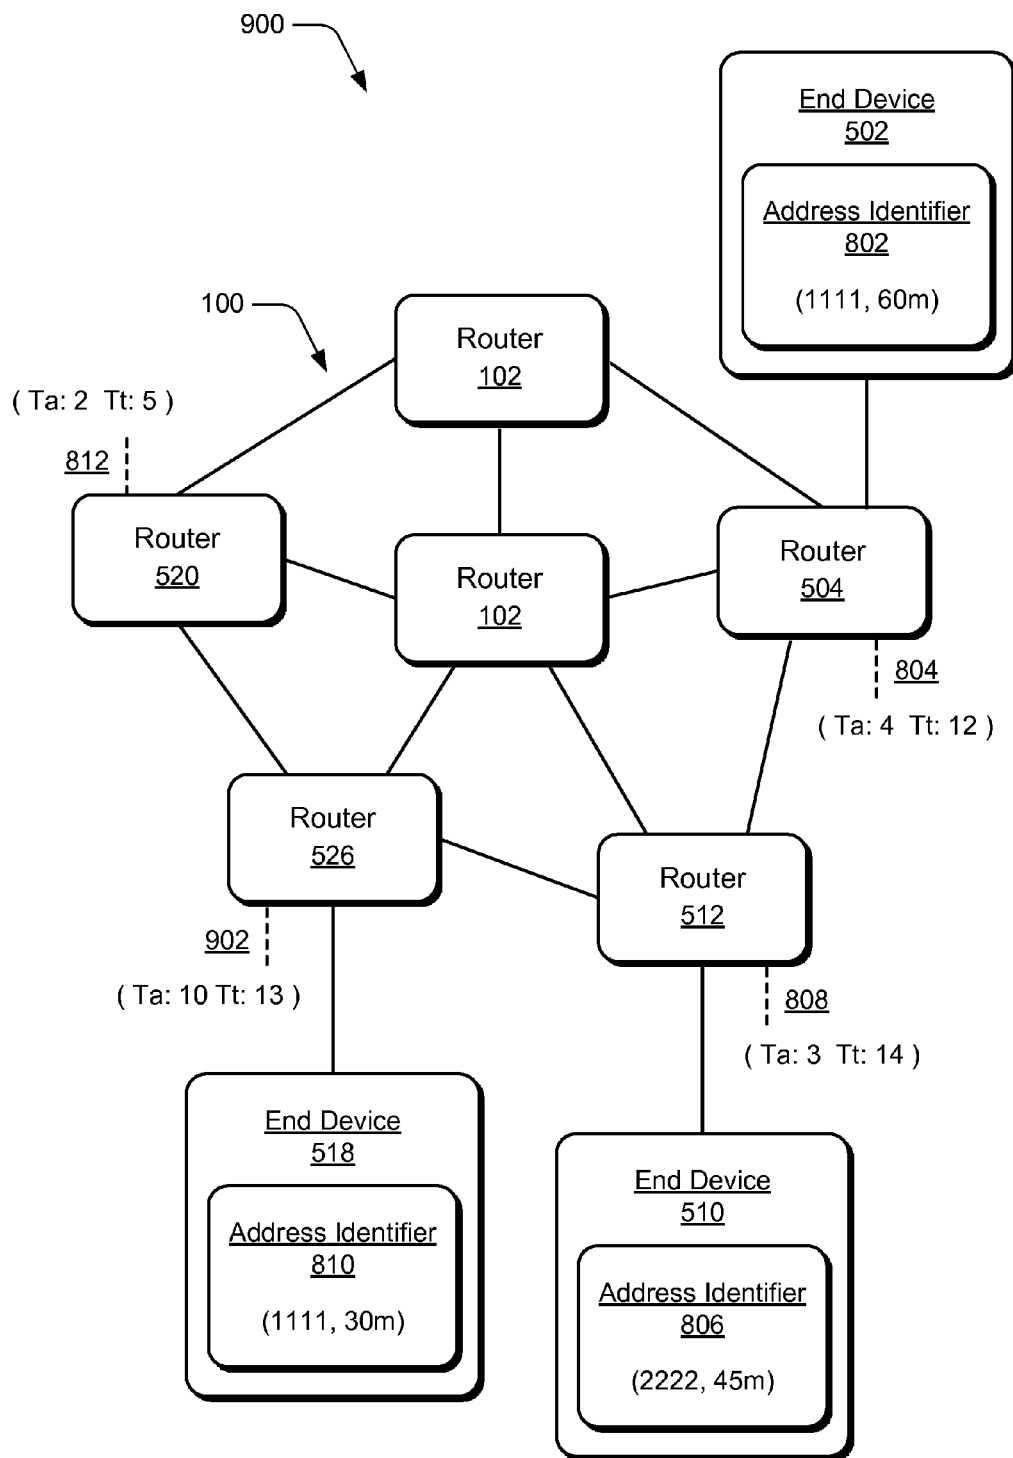 900
End Device
502
Address Identifier
802
(1111, 60m)
100
Router
102
( Ta: 2 Tt: 5 )
812
Router
520
Router
102
Router
504
804
( Ta: 4 Tt: 12 )
Router
526
Router
512
902
( Ta: 10 Tt: 13 )
808
( Ta: 3 Tt: 14 )
End Device
518
Address Identifier
810
(1111, 30m)
End Device
510
Address Identifier
806
(2222, 45m)